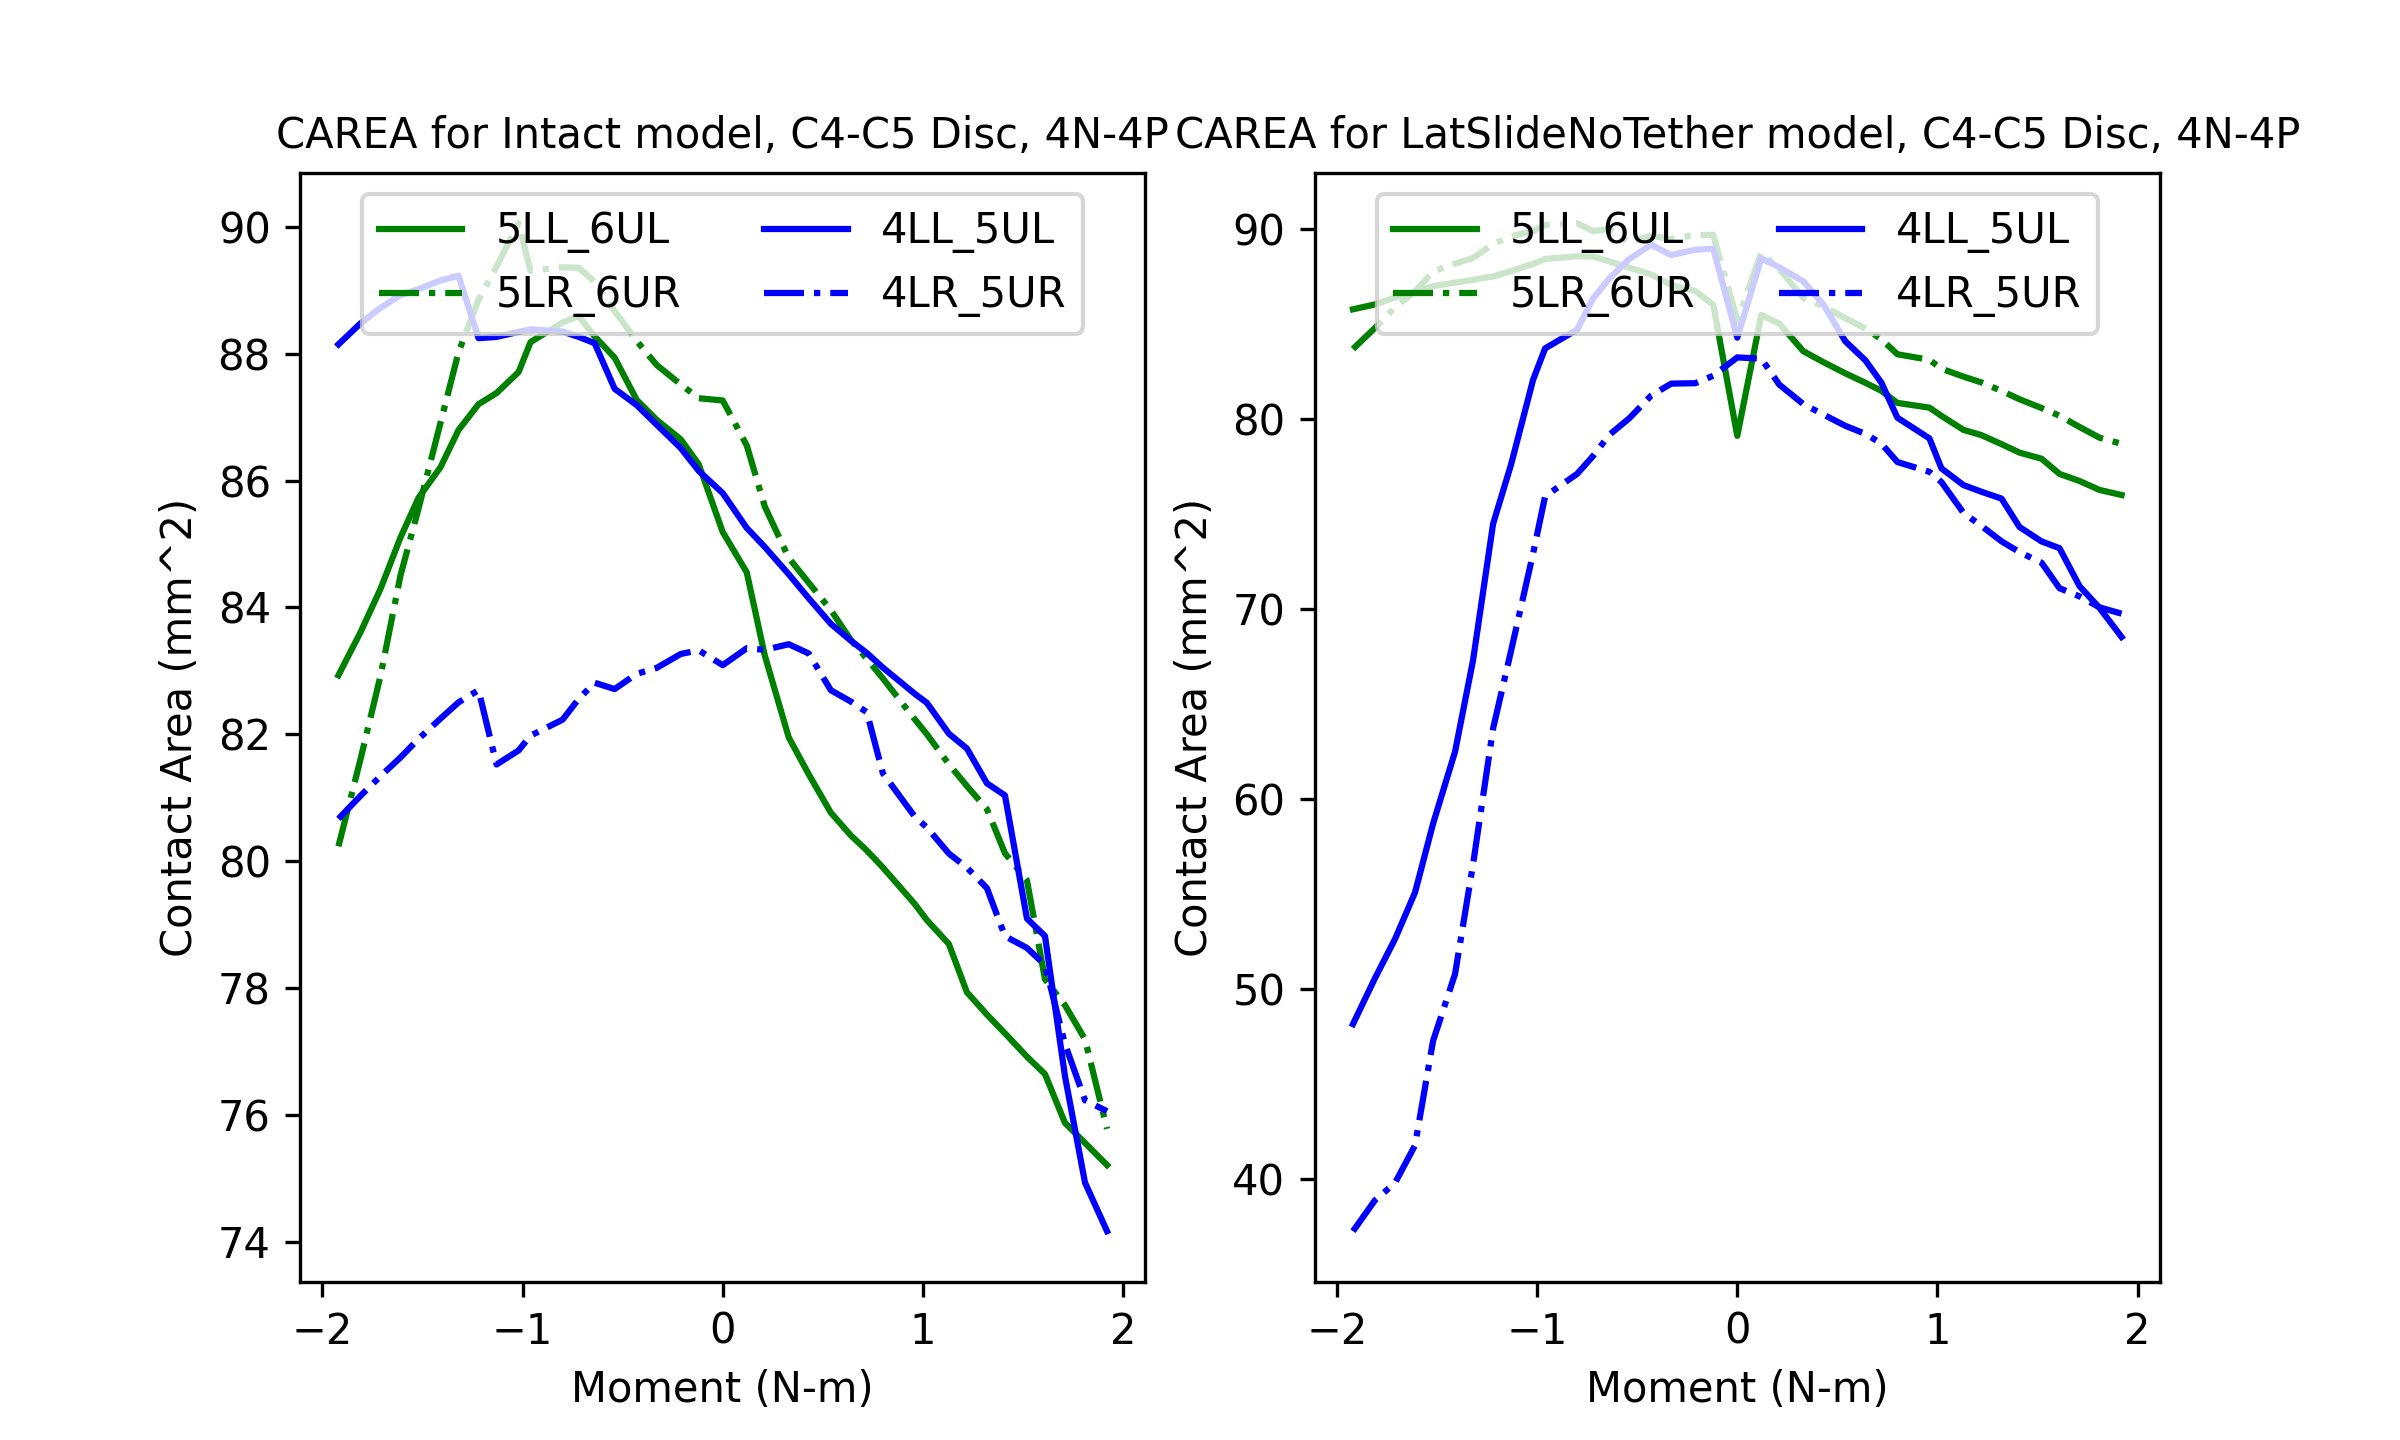 CAREA for Intact model, C4-C5 Disc, 4N-4P
5LL_6UL
5LR_6UR
4LL_5UL
4LR_5UR
90
88
86
84
82
80
78
76
74
Contact Area (mm^2)
−2
−1
0
1
2
Moment (N-m)
CAREA for LatSlideNoTether model, C4-C5 Disc, 4N-4P
5LL_6UL
5LR_6UR
4LL_5UL
4LR_5UR
90
80
70
60
50
40
Contact Area (mm^2)
−2
−1
0
1
2
Moment (N-m)